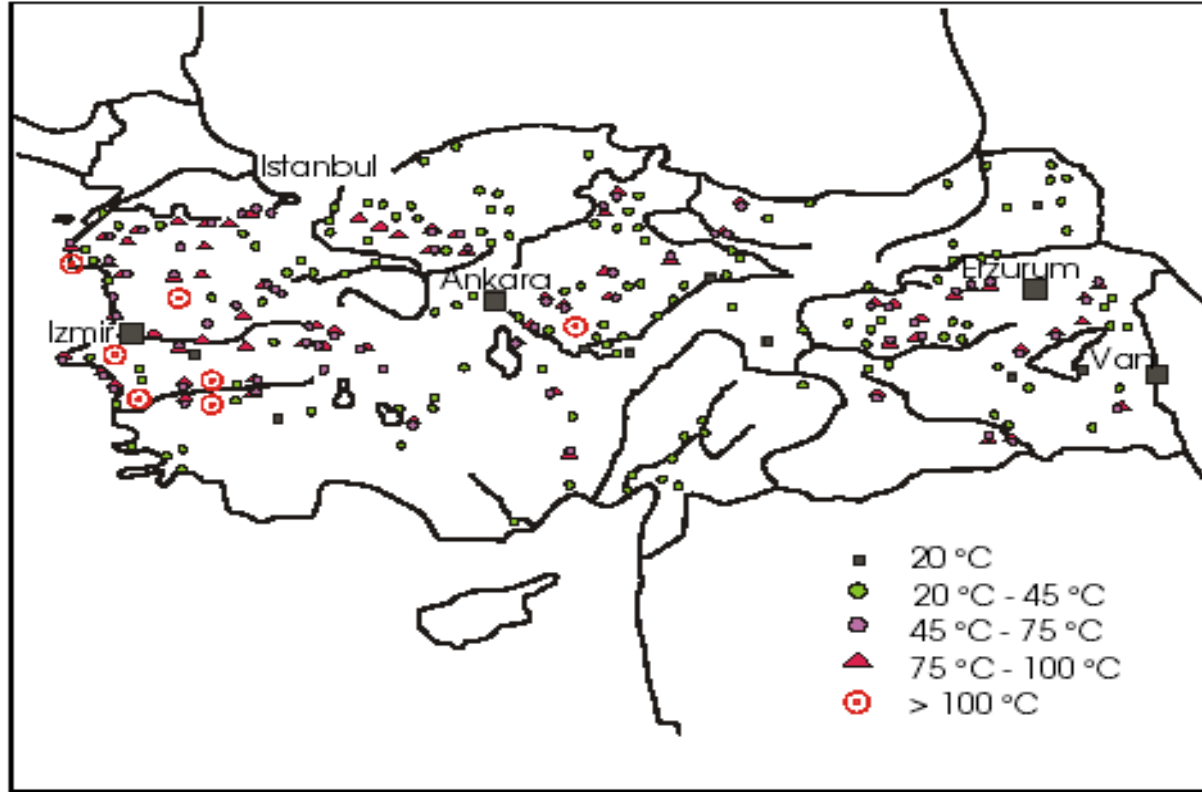 Istanbul
Ankara
Erzurum
Izmir
Van
20 °C
20 °C - 45 °C
45 °C - 75 °C
75 °C - 100 °C
> 100 °C